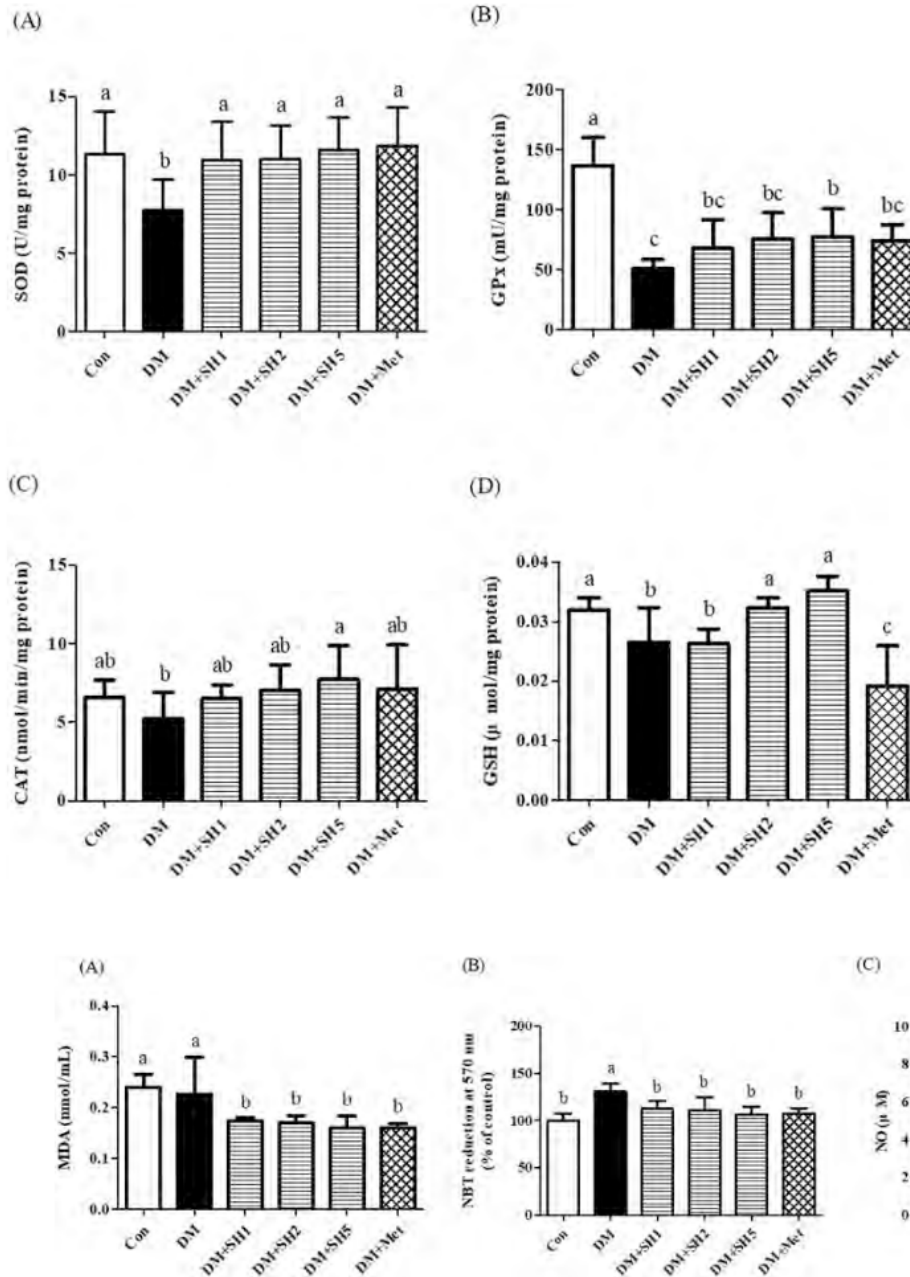 (A)
SOD (U/mg protein)
15
10
5
0
a
b
a
a
a
a
Con
DM
DM+SH1
DM+SH2
DM+SH5
DM+Met
(B)
GPx (mU/mg protein)
200
150
100
50
0
a
c
bc
bc
b
bc
Con
DM
DM+SH1
DM+SH2
DM+SH5
DM+Met
(C)
CAT (nmol/min/mg protein)
15
10
5
0
ab
b
ab
ab
a
ab
Con
DM
DM+SH1
DM+SH2
DM+SH5
DM+Met
(D)
GSH (μ mol/mg protein)
0.04
0.03
0.02
0.01
0.00
a
b
b
a
a
c
Con
DM
DM+SH1
DM+SH2
DM+SH5
DM+Met
(A)
MDA (nmol/mL)
0.4
0.3
0.2
0.1
0.0
a
a
b
b
b
b
Con
DM
DM+SH1
DM+SH2
DM+SH5
DM+Met
(B)
NBT reduction at 570 nm
(% of control)
200
150
100
50
0
b
a
b
b
b
b
Con
DM
DM+SH1
DM+SH2
DM+SH5
DM+Met
(C)
NO (μ M)
10
8
6
4
2
0